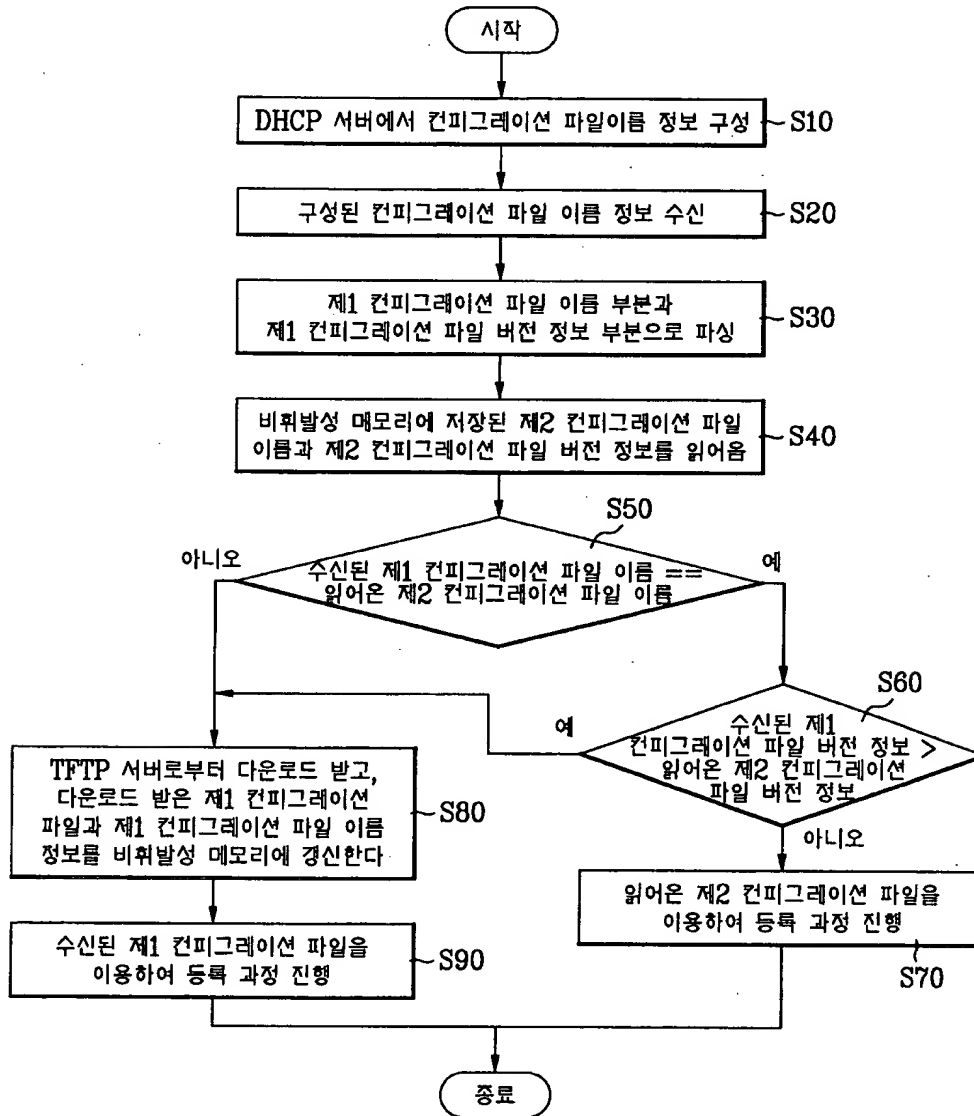 시작
DHCP 서버에서 컨피그레이션 파일이름 정보 구성
S10
구성된 컨피그레이션 파일 이름 정보 수신
S20
제1 컨피그레이션 파일 이름 부분과
제1 컨피그레이션 파일 버전 정보 부분으로 파싱
S30
비휘발성 메모리에 저장된 제2 컨피그레이션 파일
이름과 제2 컨피그레이션 파일 버전 정보를 읽어옴
S40
S50
아니오
수신된 제1 컨피그레이션 파일 이름 ==
읽어온 제2 컨피그레이션 파일 이름
예
S60
예
수신된 제1
컨피그레이션 파일 버전 정보 >
읽어온 제2 컨피그레이션
파일 버전 정보
아니오
TFTP 서버로부터 다운로드 받고,
다운로드 받은 제1 컨피그레이션
파일과 제1 컨피그레이션 파일 이름
정보를 비휘발성 메모리에 갱신한다
S80
읽어온 제2 컨피그레이션 파일을
이용하여 등록 과정 진행
S70
수신된 제1 컨피그레이션 파일을
이용하여 등록 과정 진행
S90
종료